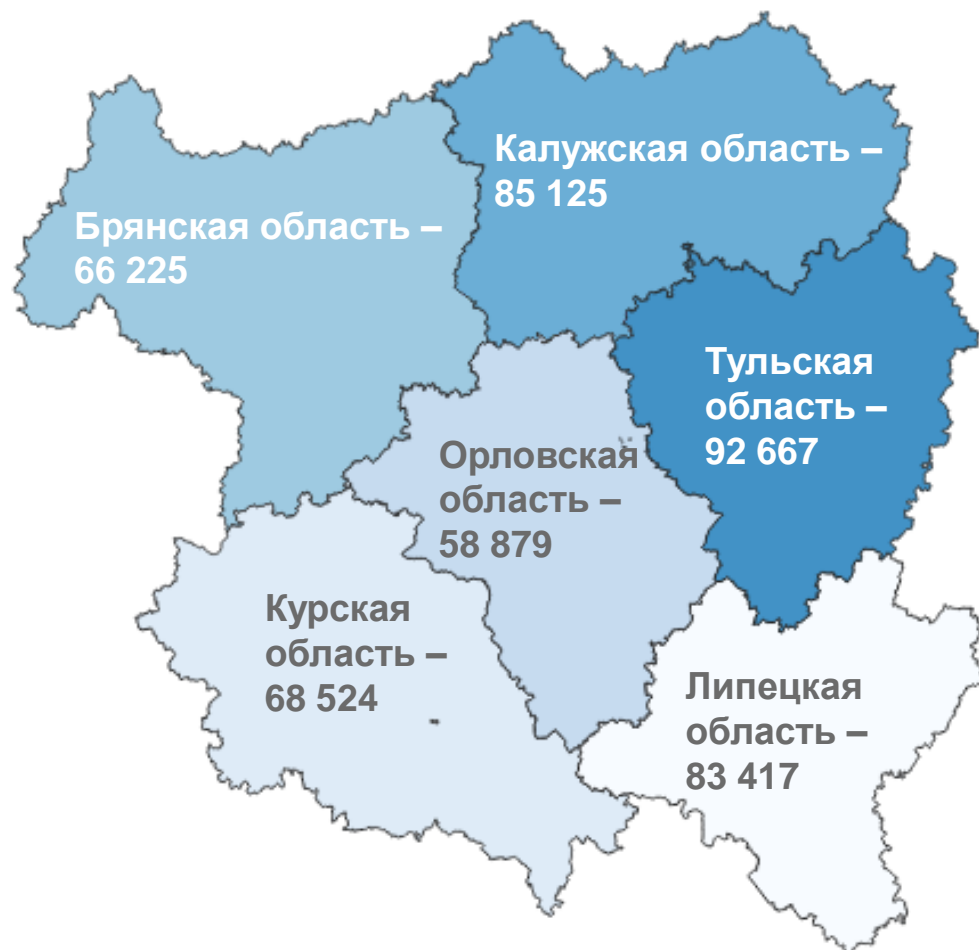 Калужская область –
85 125
Брянская область –
66 225
Тульская
область –
92 667
Орловская
область –
58 879
Курская
область –
68 524
Липецкая
область –
83 417